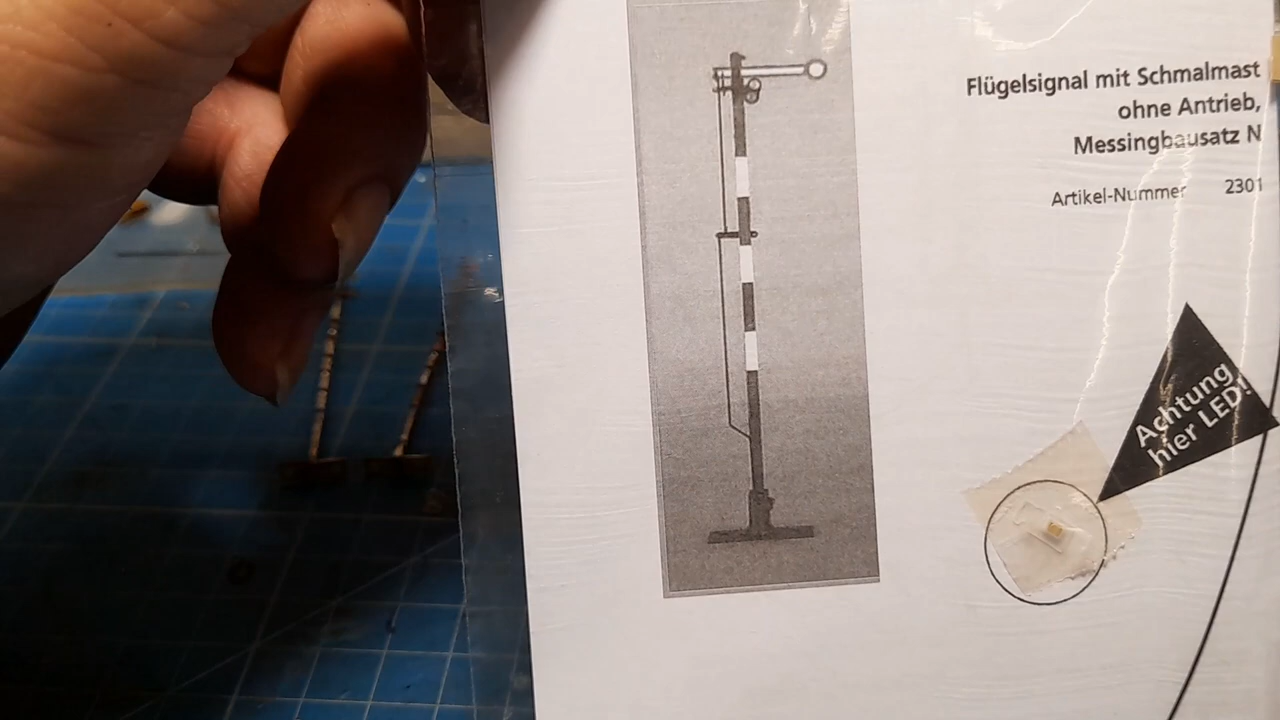 Flügelsignal mit Schmalmast
ohne Antrieb,
Messingbausatz N
Artikel-Nummer 2301
Achtung
hier LED!